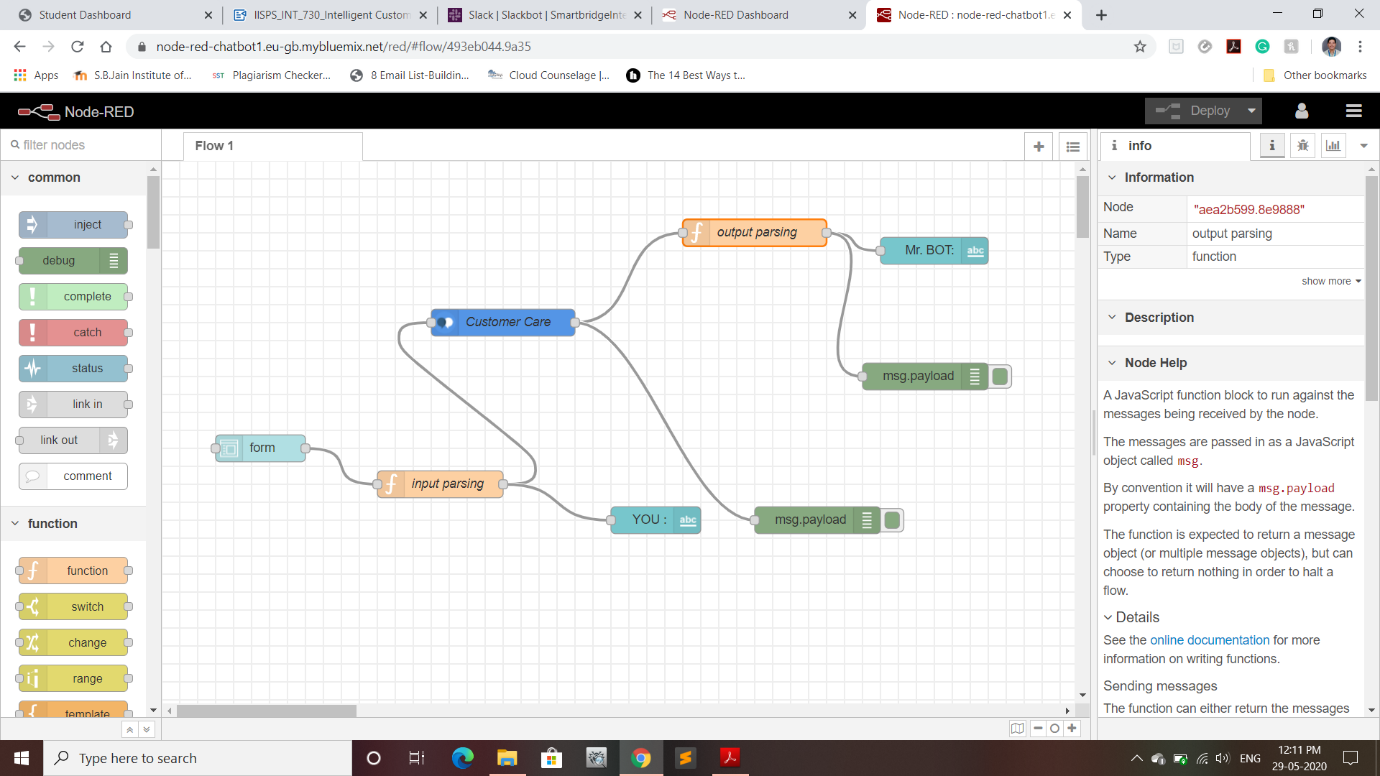 Student Dashboard
IISPS_INT_730_Intelligent Custom
Slack | Slackbot | SmartbridgeInte
Node-RED Dashboard
Node-RED : node-red-chatbot1.e
node-red-chatbot1.eu-gb.mybluemix.net/red/#flow/493eb044.9a35
Apps
S.B.Jain Institute of...
SST Plagiarism Checker...
8 Email List-Buildin...
Cloud Counselage |...
The 14 Best Ways t...
Other bookmarks
Node-RED
Deploy
filter nodes
Flow 1
i info
i
common
inject
debug
complete
catch
status
link in
link out
comment
function
function
switch
change
range
template
output parsing
Mr. BOT: abc
Customer Care
msg.payload
form
input parsing
YOU : abc
msg.payload
Information
Node "aea2b599.8e9888"
Name output parsing
Type function
show more
Description
Node Help
A JavaScript function block to run against the
messages being received by the node.
The messages are passed in as a JavaScript
object called msg.
By convention it will have a msg.payload
property containing the body of the message.
The function is expected to return a message
object (or multiple message objects), but can
choose to return nothing in order to halt a
flow.
Details
See the online documentation for more
information on writing functions.
Sending messages
The function can either return the messages
Type here to search
ENG
12:11 PM
29-05-2020